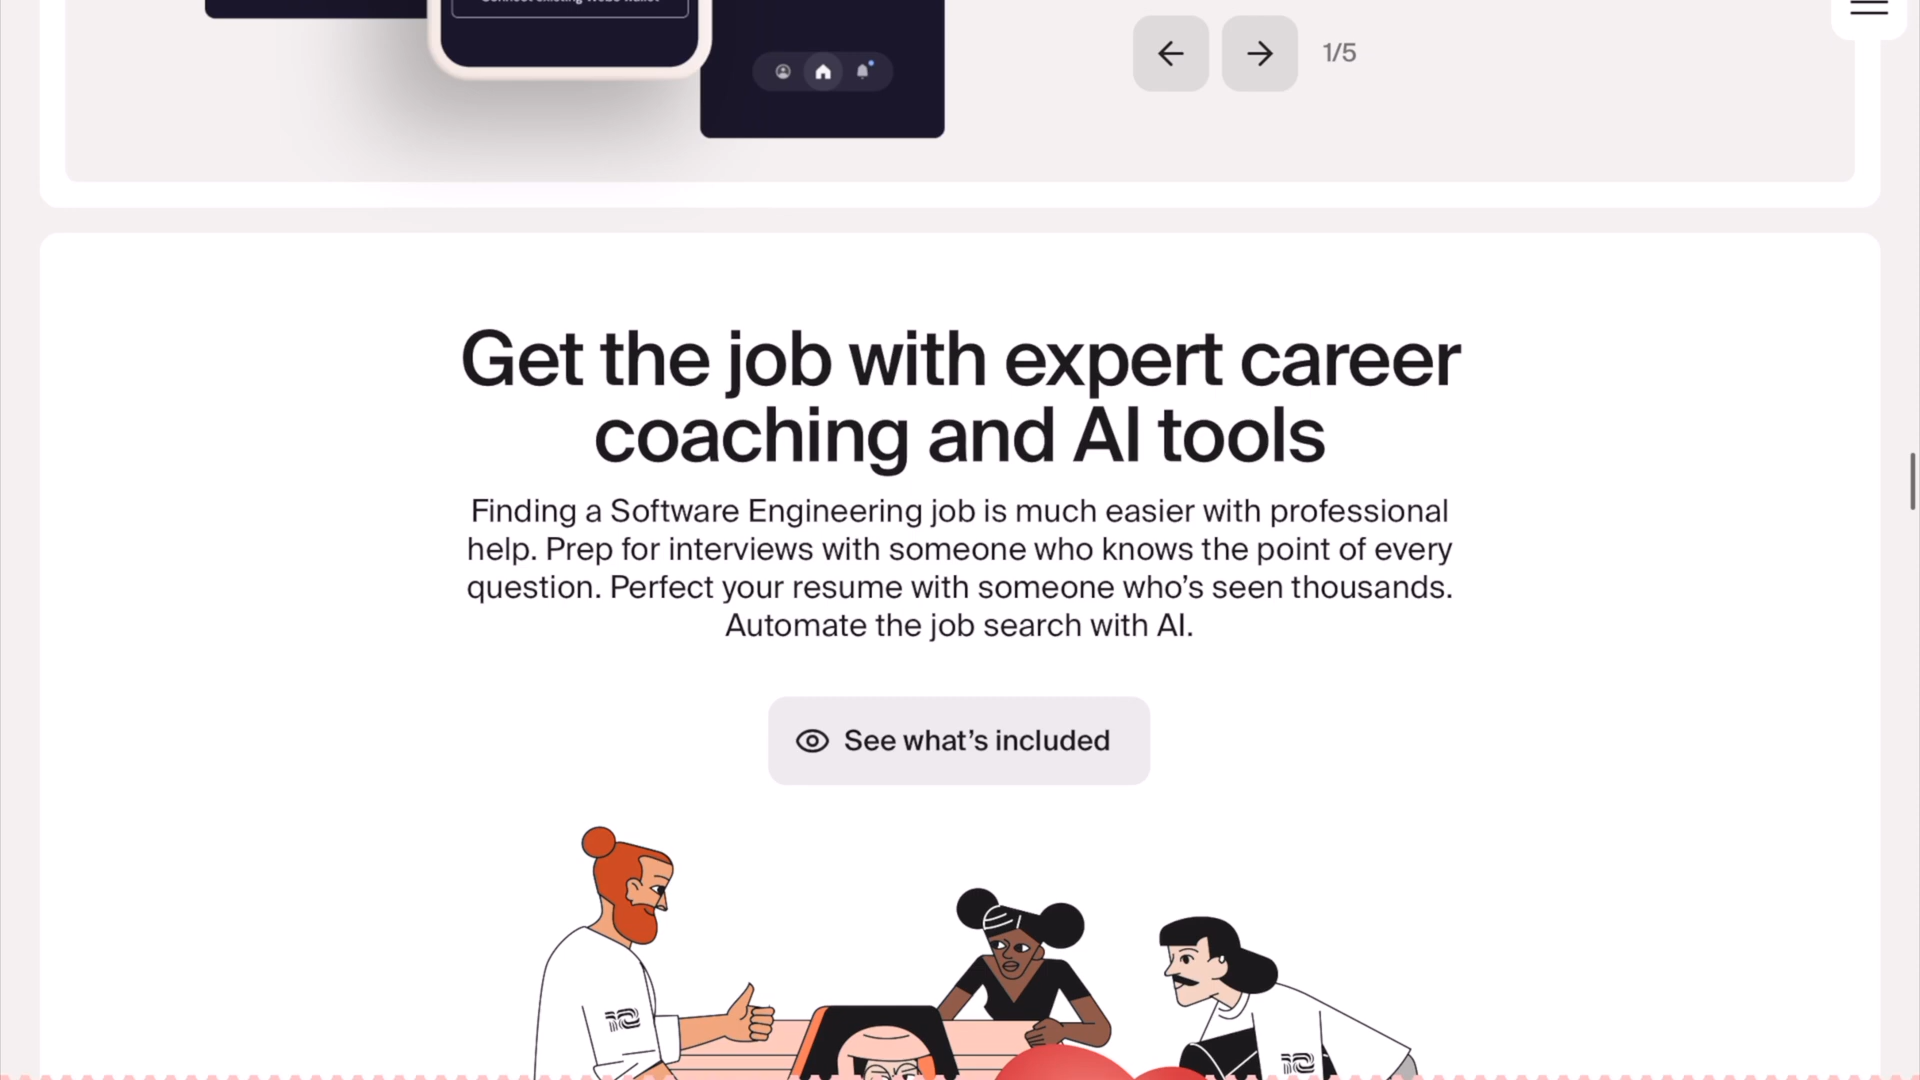 1/5
Get the job with expert career
coaching and AI tools
Finding a Software Engineering job is much easier with professional
help. Prep for interviews with someone who knows the point of every
question. Perfect your resume with someone who’s seen thousands.
Automate the job search with AI.
See what’s included